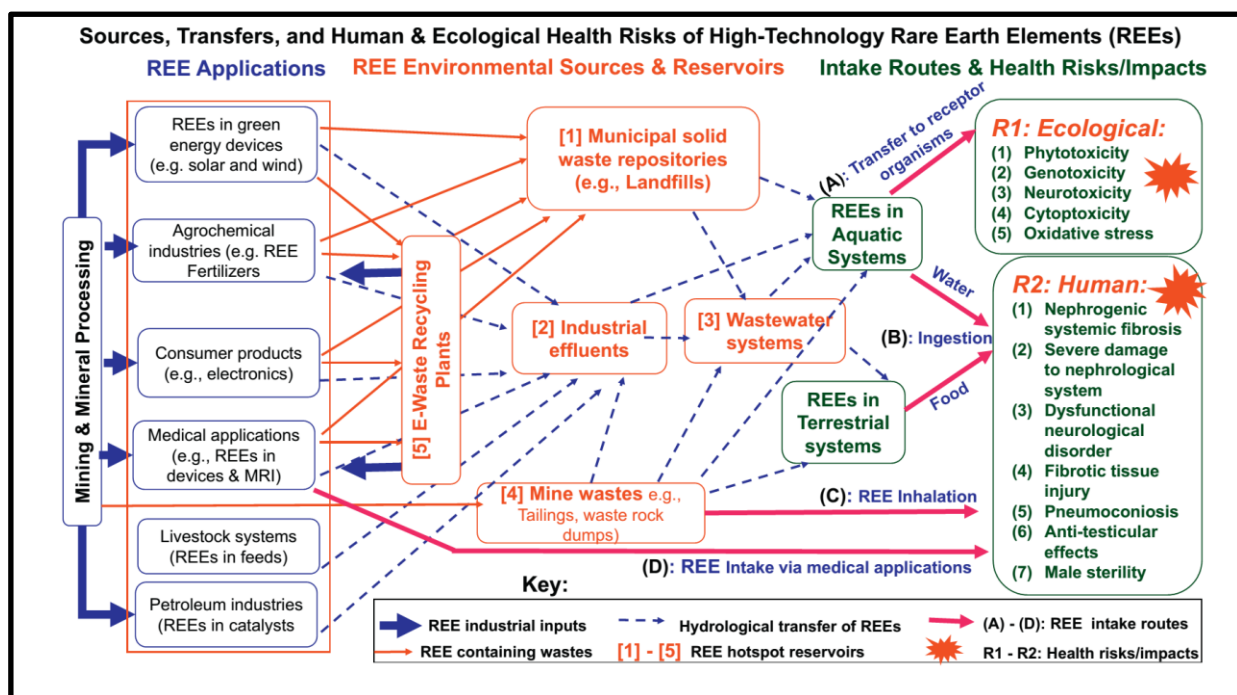 Sources, Transfers, and Human & Ecological Health Risks of High-Technology Rare Earth Elements (REEs)
REE Applications
REE Environmental Sources & Reservoirs
Intake Routes & Health Risks/Impacts
Mining & Mineral Processing
REEs in green
energy devices
(e.g. solar and wind)
Agrochemical
industries (e.g. REE
Fertilizers
Consumer products
(e.g., electronics)
Medical applications
(e.g., REEs in
devices & MRI)
Livestock systems
(REEs in feeds)
Petroleum industries
(REEs in catalysts
[5] E-Waste Recycling
Plants
[1] Municipal solid
waste repositories
(e.g., Landfills)
[2] Industrial
effluents
[3] Wastewater
systems
[4] Mine wastes e.g.,
Tailings, waste rock
dumps)
(A): Transfer to receptor
organisms
REEs in
Aquatic
Systems
REEs in
Terrestrial
systems
Water
(B): Ingestion
Food
(C): REE Inhalation
(D): REE Intake via medical applications
R1: Ecological:
(1) Phytotoxicity
(2) Genotoxicity
(3) Neurotoxicity
(4) Cytoptoxicity
(5) Oxidative stress
R2: Human:
(1) Nephrogenic
systemic fibrosis
(2) Severe damage
to nephrological
system
(3) Dysfunctional
neurological
disorder
(4) Fibrotic tissue
injury
(5) Pneumoconiosis
(6) Anti-testicular
effects
(7) Male sterility
Key:
REE industrial inputs
Hydrological transfer of REEs
(A) - (D): REE intake routes
REE containing wastes
[1] - [5] REE hotspot reservoirs
R1 - R2: Health risks/impacts